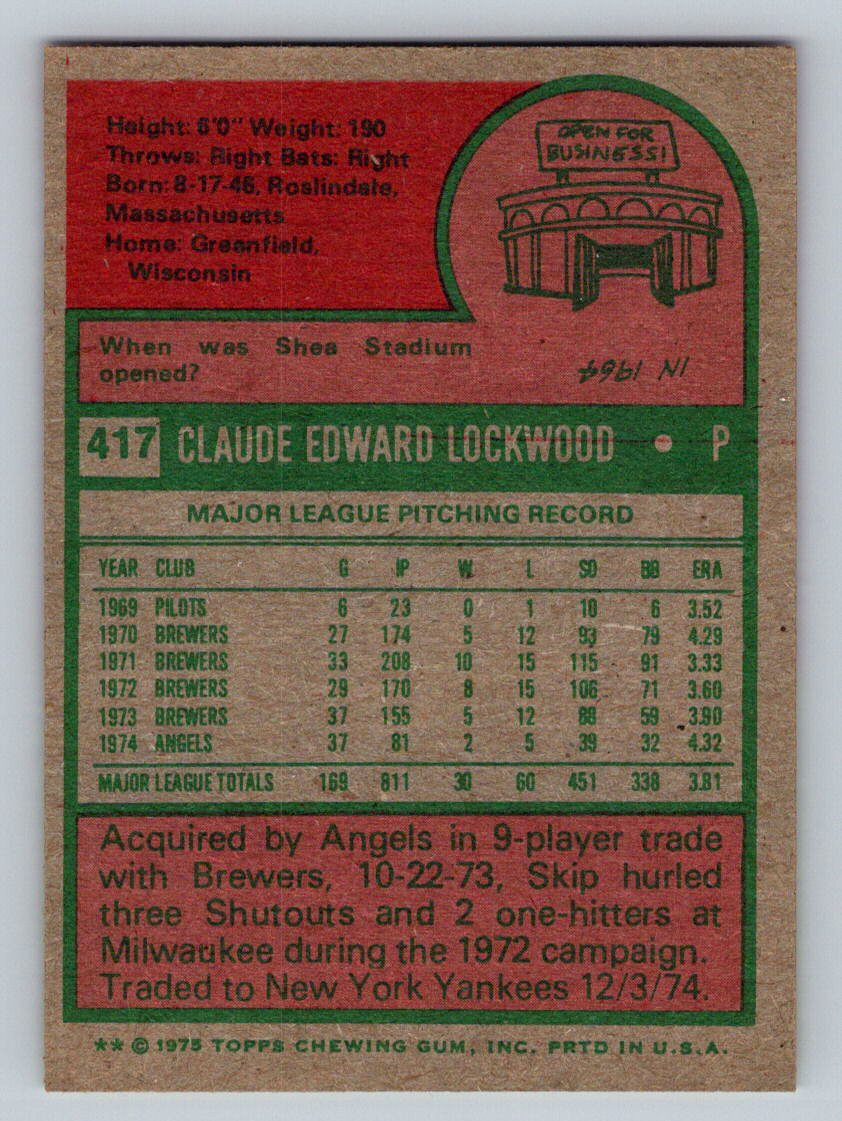 Height: 6'0" Weight: 190
Throws: Right Bats: Right
Born: 8-17-46, Roslindale,
Massachusetts
Home: Greenfield,
Wisconsin
OPEN FOR
BUSINESS!
When was Shea Stadium
opened?
IN 1964
417 CLAUDE EDWARD LOCKWOOD • P
MAJOR LEAGUE PITCHING RECORD
YEAR CLUB G IP W L SO BB ERA
1969 PILOTS 6 23 0 1 10 6 3.52
1970 BREWERS 27 174 5 12 93 79 4.29
1971 BREWERS 33 208 10 15 115 91 3.33
1972 BREWERS 29 170 8 15 106 71 3.60
1973 BREWERS 37 155 5 12 88 59 3.90
1974 ANGELS 37 81 2 5 39 32 4.32
MAJOR LEAGUE TOTALS 169 811 30 60 451 338 3.81
Acquired by Angels in 9-player trade
with Brewers, 10-22-73, Skip hurled
three Shutouts and 2 one-hitters at
Milwaukee during the 1972 campaign.
Traded to New York Yankees 12/3/74.
** © 1975 TOPPS CHEWING GUM, INC. PRTD IN U.S.A.